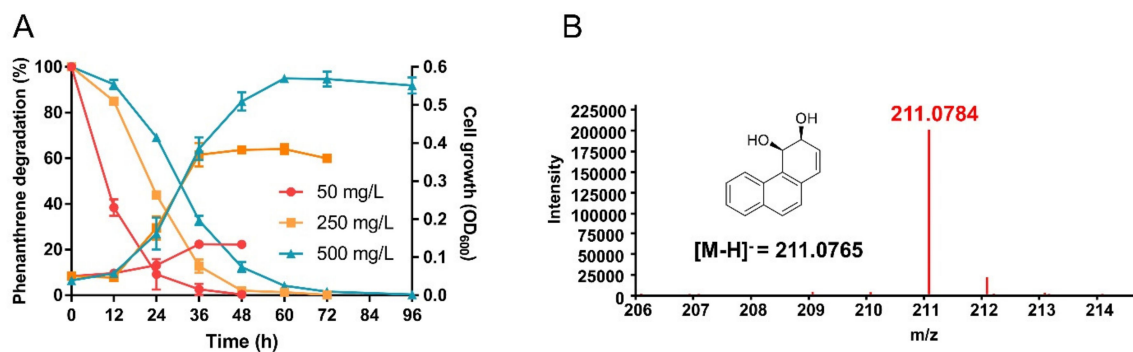 A
Phenanthrene degradation (%)
100
80
60
40
20
0
0 12 24 36 48 60 72 84 96
Time (h)
0.6
0.5
0.4
0.3
0.2
0.1
0.0
Cell growth (OD600)
50 mg/L
250 mg/L
500 mg/L
B
Intensity
225000
200000
175000
150000
125000
100000
75000
50000
25000
0
206 207 208 209 210 211 212 213 214
m/z
211.0784
OH
HO
[M-H]- = 211.0765